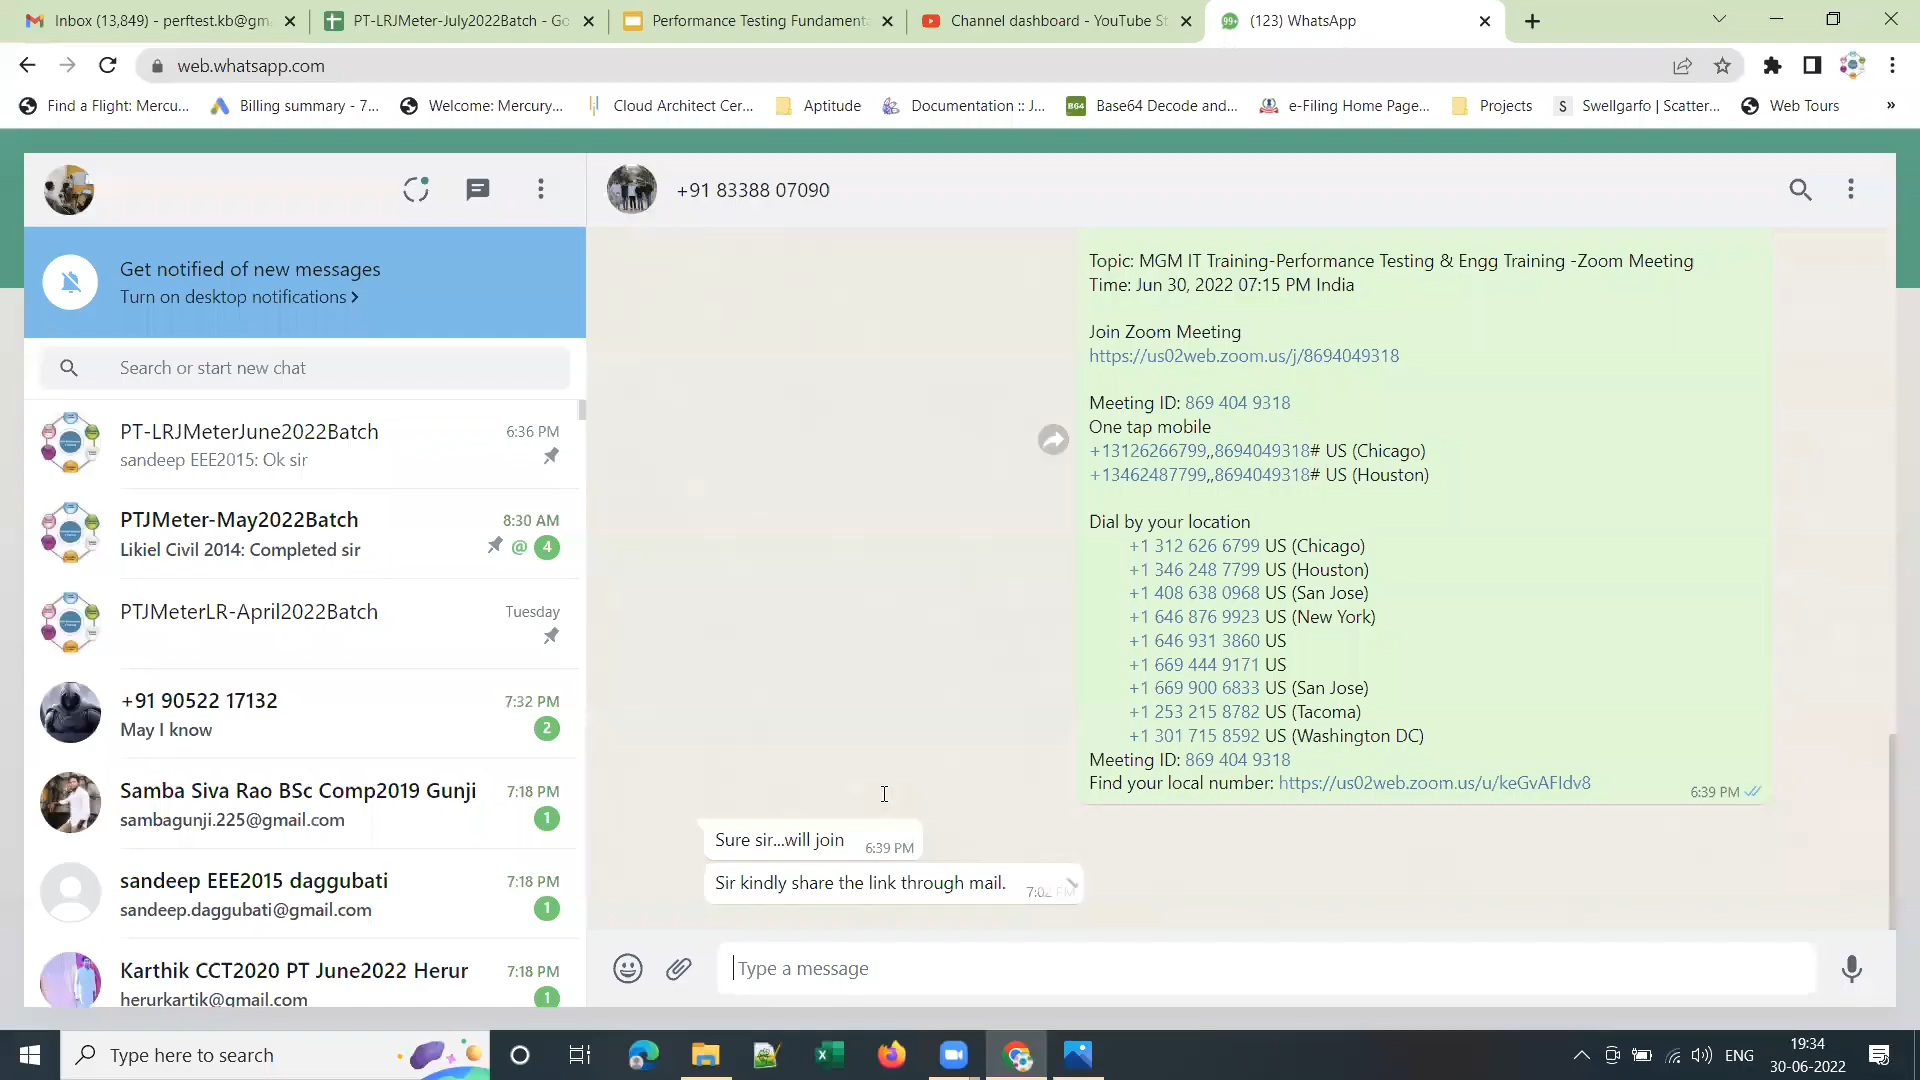 Inbox (13,849) - perftest.kb@gm
PT-LRJMeter-July2022Batch - Go
Performance Testing Fundament
Channel dashboard - YouTube St
99+
(123) WhatsApp
web.whatsapp.com
Find a Flight: Mercu...
Billing summary - 7...
Welcome: Mercury...
Cloud Architect Cer...
Aptitude
Documentation :: J...
B64
Base64 Decode and...
e-Filing Home Page...
Projects
S
Swellgarfo | Scatter...
Web Tours
»
+91 83388 07090
Get notified of new messages
Turn on desktop notifications
Search or start new chat
PT-LRJMeterJune2022Batch
6:36 PM
sandeep EEE2015: Ok sir
PTJMeter-May2022Batch
8:30 AM
Likiel Civil 2014: Completed sir
@ 4
PTJMeterLR-April2022Batch
Tuesday
+91 90522 17132
7:32 PM
May I know
2
Samba Siva Rao BSc Comp2019 Gunji
7:18 PM
sambagunji.225@gmail.com
1
sandeep EEE2015 daggubati
7:18 PM
sandeep.daggubati@gmail.com
1
Karthik CCT2020 PT June2022 Herur
7:18 PM
herurkartik@gmail.com
1
Topic: MGM IT Training-Performance Testing & Engg Training -Zoom Meeting
Time: Jun 30, 2022 07:15 PM India
Join Zoom Meeting
https://us02web.zoom.us/j/8694049318
Meeting ID: 869 404 9318
One tap mobile
+13126266799,,8694049318# US (Chicago)
+13462487799,,8694049318# US (Houston)
Dial by your location
+1 312 626 6799 US (Chicago)
+1 346 248 7799 US (Houston)
+1 408 638 0968 US (San Jose)
+1 646 876 9923 US (New York)
+1 646 931 3860 US
+1 669 444 9171 US
+1 669 900 6833 US (San Jose)
+1 253 215 8782 US (Tacoma)
+1 301 715 8592 US (Washington DC)
Meeting ID: 869 404 9318
Find your local number: https://us02web.zoom.us/u/keGvAFIdv8
6:39 PM
Sure sir...will join
6:39 PM
Sir kindly share the link through mail.
7:02 PM
Type a message
Type here to search
ENG
19:34
30-06-2022